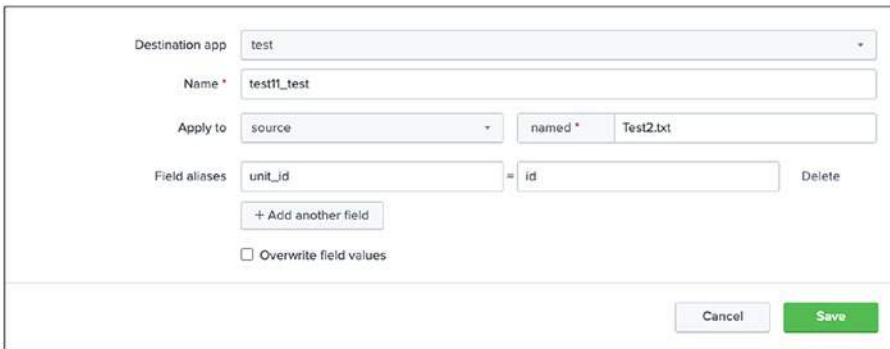 Destination app test
Name * test11_test
Apply to source named * Test2.txt
Field aliases unit_id = id Delete
+ Add another field
Overwrite field values
Cancel Save